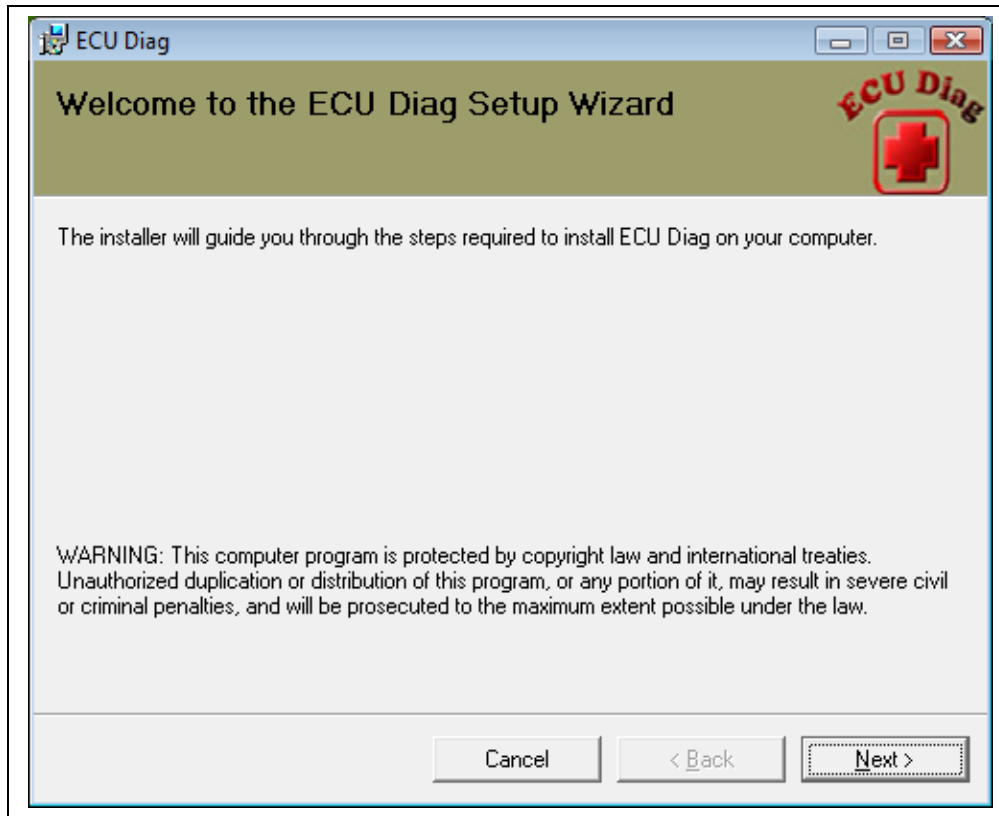 ECU Diag
Welcome to the ECU Diag Setup Wizard
ECU Diag
The installer will guide you through the steps required to install ECU Diag on your computer.
WARNING: This computer program is protected by copyright law and international treaties.
Unauthorized duplication or distribution of this program, or any portion of it, may result in severe civil
or criminal penalties, and will be prosecuted to the maximum extent possible under the law.
Cancel
< Back
Next >